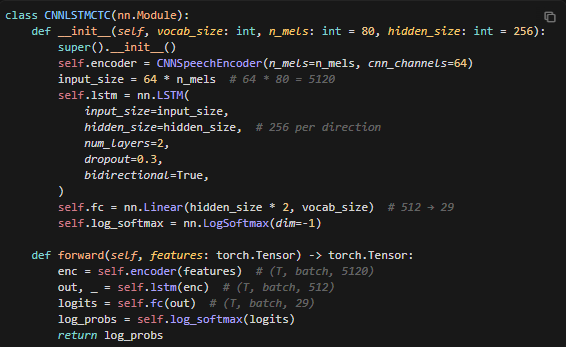 class CNNLSTMCTC(nn.Module):
    def __init__(self, vocab_size: int, n_mels: int = 80, hidden_size: int = 256):
        super().__init__()
        self.encoder = CNNSpeechEncoder(n_mels=n_mels, cnn_channels=64)
        input_size = 64 * n_mels  # 64 * 80 = 5120
        self.lstm = nn.LSTM(
            input_size=input_size,
            hidden_size=hidden_size,  # 256 per direction
            num_layers=2,
            dropout=0.3,
            bidirectional=True,
        )
        self.fc = nn.Linear(hidden_size * 2, vocab_size)  # 512 → 29
        self.log_softmax = nn.LogSoftmax(dim=-1)

    def forward(self, features: torch.Tensor) -> torch.Tensor:
        enc = self.encoder(features)  # (T, batch, 5120)
        out, _ = self.lstm(enc)  # (T, batch, 512)
        logits = self.fc(out)  # (T, batch, 29)
        log_probs = self.log_softmax(logits)
        return log_probs